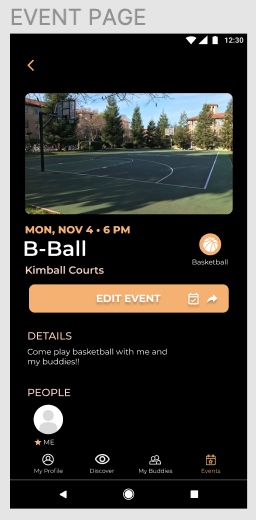 EVENT PAGE
12:30
MON, NOV 4 • 6 PM
B-Ball
Kimball Courts
Basketball
EDIT EVENT
DETAILS
Come play basketball with me and
my buddies!!
PEOPLE
ME
My Profile
Discover
My Buddies
Events